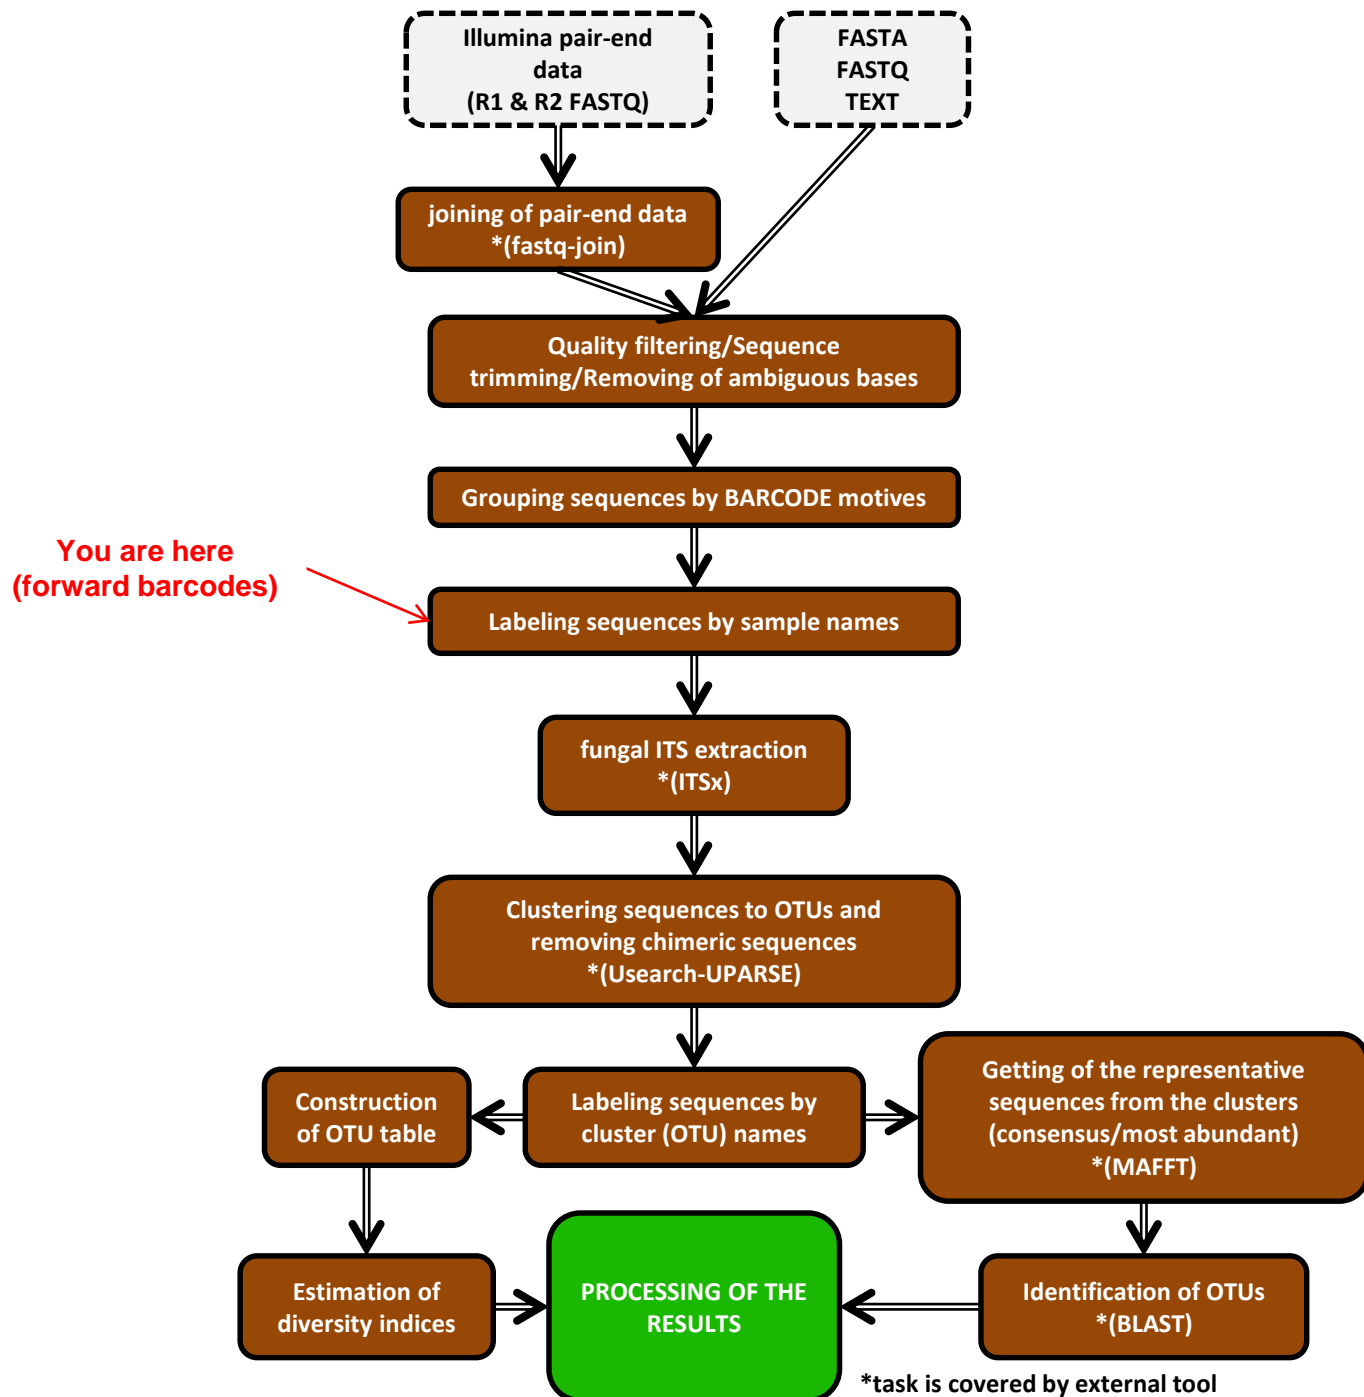 Illumina pair-end
data
(R1 & R2 FASTQ)
FASTA
FASTQ
TEXT
joining of pair-end data
*(fastq-join)
Quality filtering/Sequence
trimming/Removing of ambiguous bases
Grouping sequences by BARCODE motives
You are here
(forward barcodes)
Labeling sequences by sample names
fungal ITS extraction
*(ITSx)
Clustering sequences to OTUs and
removing chimeric sequences
*(Usearch-UPARSE)
Construction
of OTU table
Labeling sequences by
cluster (OTU) names
Getting of the representative
sequences from the clusters
(consensus/most abundant)
*(MAFFT)
Estimation of
diversity indices
PROCESSING OF THE
RESULTS
Identification of OTUs
*(BLAST)
*task is covered by external tool